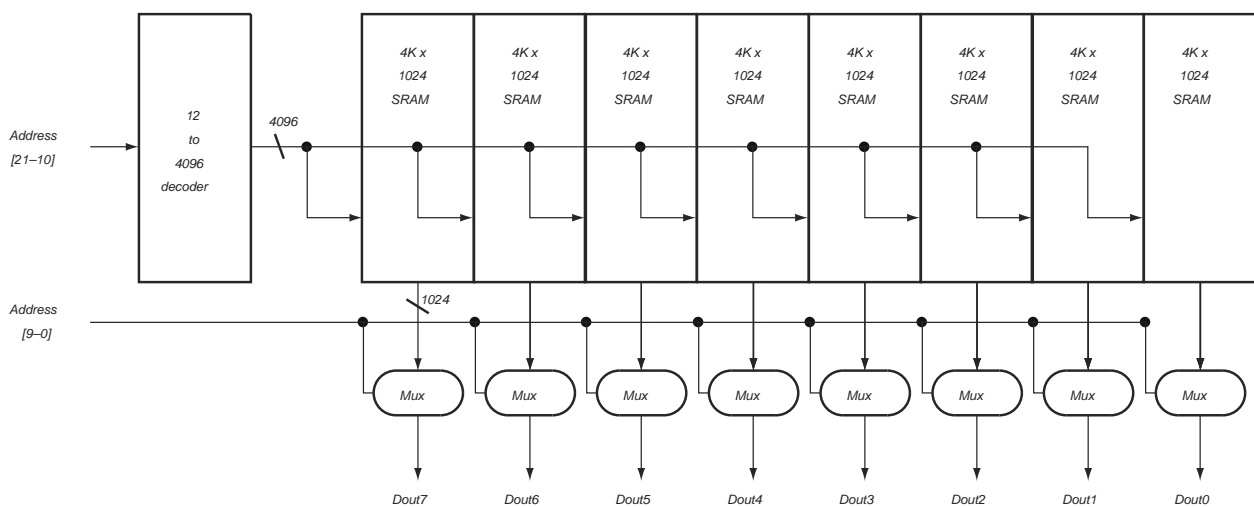 4K x
1024
SRAM
4K x
1024
SRAM
4K x
1024
SRAM
4K x
1024
SRAM
4K x
1024
SRAM
4K x
1024
SRAM
4K x
1024
SRAM
4K x
1024
SRAM
12
to
4096
decoder
4096
Address
[21–10]
Address
[9–0]
1024
Mux
Mux
Mux
Mux
Mux
Mux
Mux
Mux
Dout7
Dout6
Dout5
Dout4
Dout3
Dout2
Dout1
Dout0